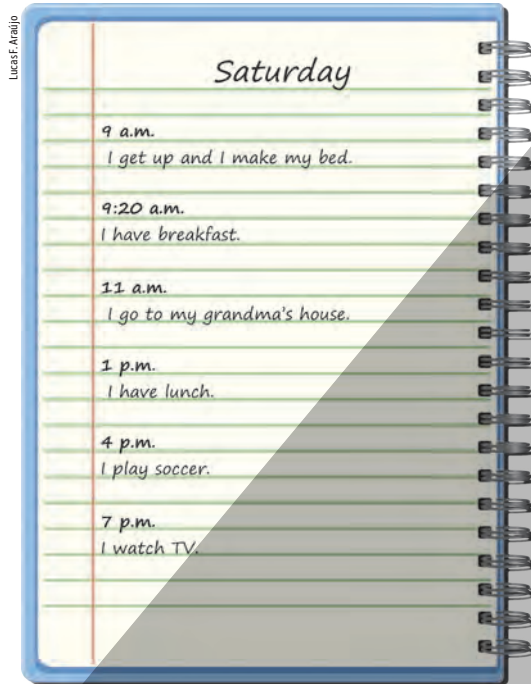 Lucas F. Araújo
Saturday
9 a.m.
I get up and I make my bed.
9:20 a.m.
I have breakfast.
11 a.m.
I go to my grandma's house.
1 p.m.
I have lunch.
4 p.m.
I play soccer.
7 p.m.
I watch TV.